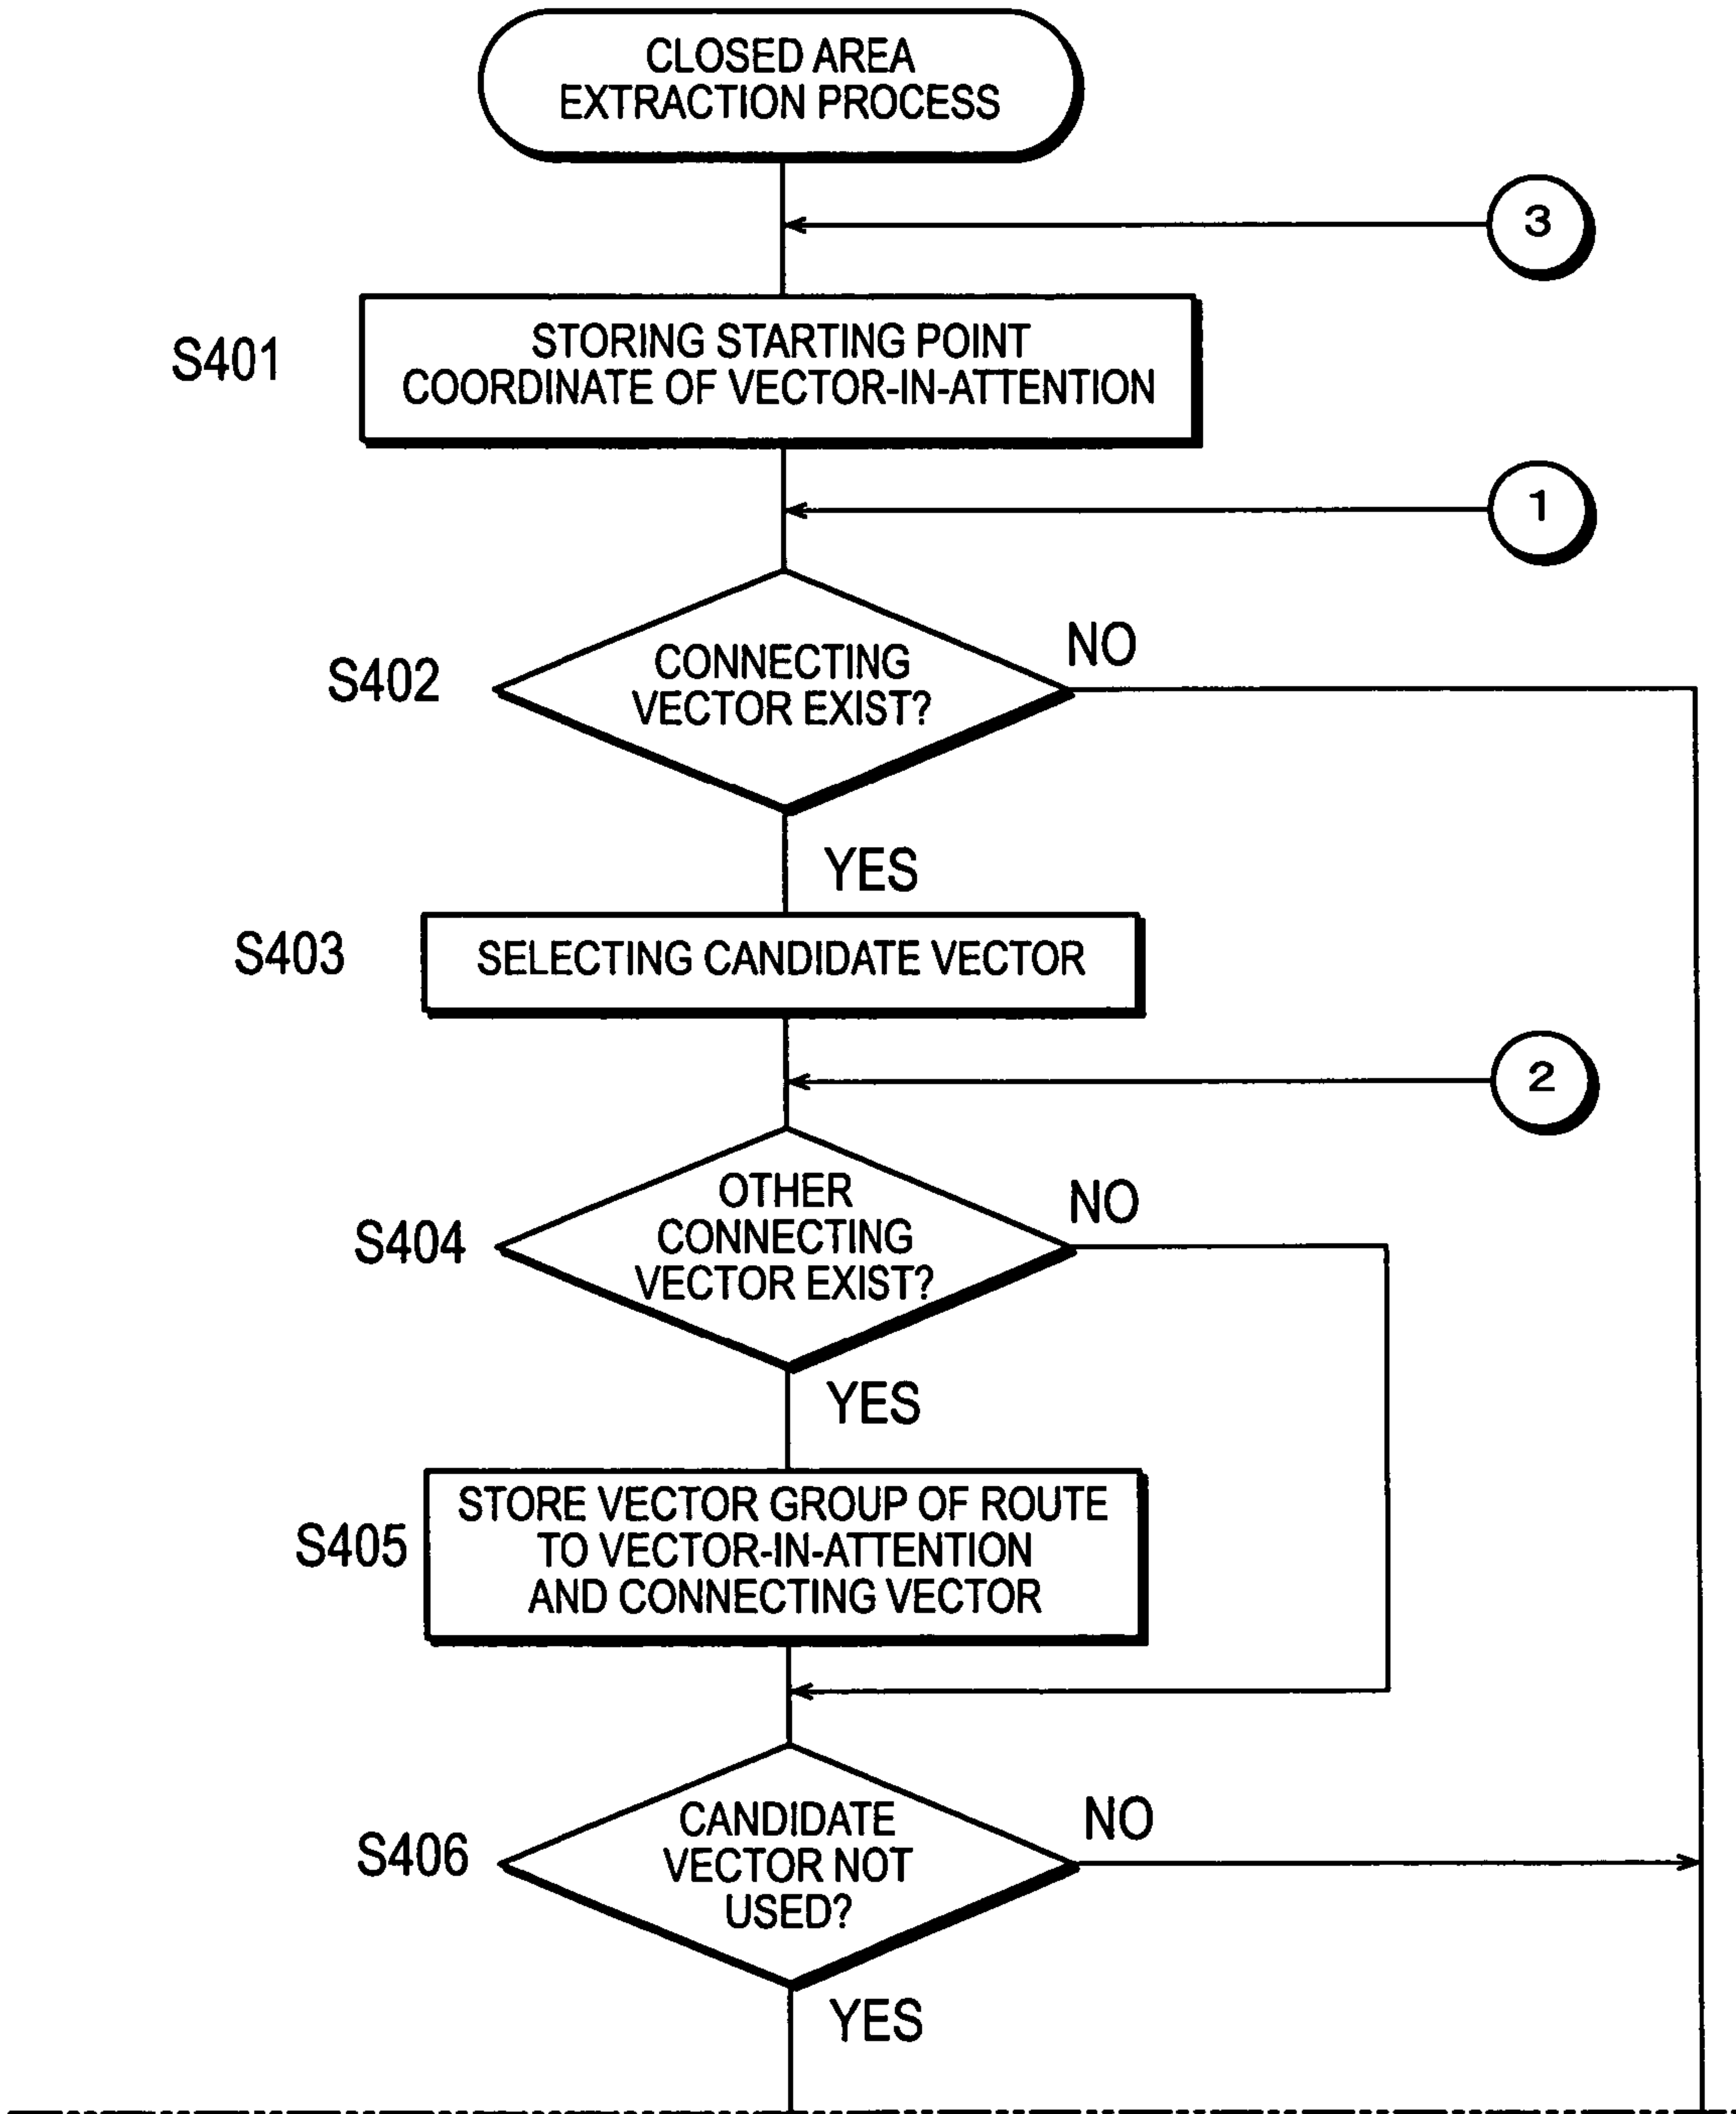 CLOSED AREA
EXTRACTION PROCESS
3
S401
STORING STARTING POINT
COORDINATE OF VECTOR-IN-ATTENTION
1
S402
CONNECTING
VECTOR EXIST?
NO
YES
S403
SELECTING CANDIDATE VECTOR
2
S404
OTHER
CONNECTING
VECTOR EXIST?
NO
YES
S405
STORE VECTOR GROUP OF ROUTE
TO VECTOR-IN-ATTENTION
AND CONNECTING VECTOR
S406
CANDIDATE
VECTOR NOT
USED?
NO
YES